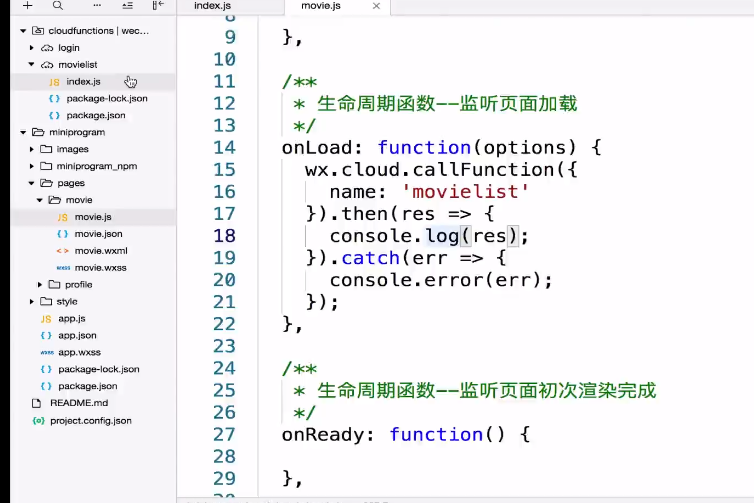 index.js
movie.js
cloudfunctions | wec...
login
movielist
JS index.js
{ } package-lock.json
{ } package.json
miniprogram
images
miniprogram_npm
pages
movie
JS movie.js
{ } movie.json
< > movie.wxml
wxss movie.wxss
profile
style
JS app.js
{ } app.json
wxss app.wxss
{ } package-lock.json
{ } package.json
README.md
{o} project.config.json
8
9 },
10
11 /**
12 * 生命周期函数--监听页面加载
13 */
14 onLoad: function(options) {
15 wx.cloud.callFunction({
16 name: 'movielist'
17 }).then(res => {
18 console.log(res);
19 }).catch(err => {
20 console.error(err);
21 });
22 },
23
24 /**
25 * 生命周期函数--监听页面初次渲染完成
26 */
27 onReady: function() {
28
29 },
30